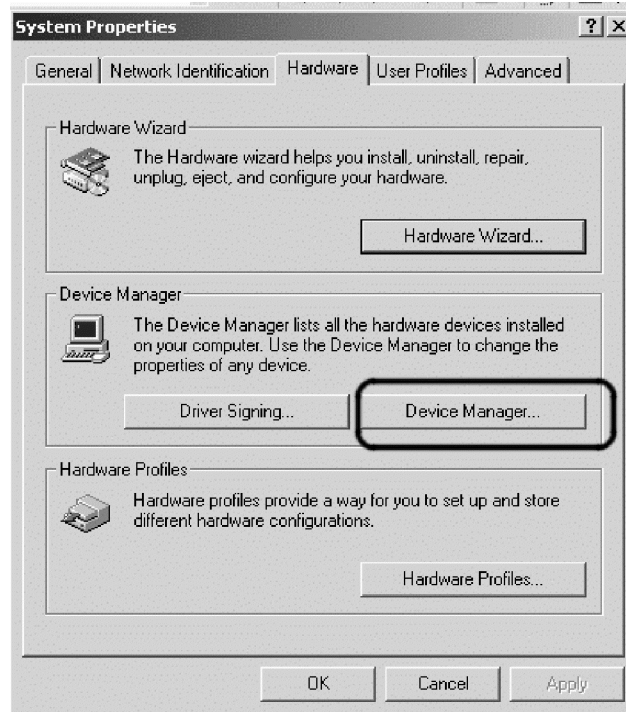 System Properties
General Network Identification Hardware User Profiles Advanced
Hardware Wizard
The Hardware wizard helps you install, uninstall, repair,
unplug, eject, and configure your hardware.
Hardware Wizard...
Device Manager
The Device Manager lists all the hardware devices installed
on your computer. Use the Device Manager to change the
properties of any device.
Driver Signing... Device Manager...
Hardware Profiles
Hardware profiles provide a way for you to set up and store
different hardware configurations.
Hardware Profiles...
OK Cancel Apply